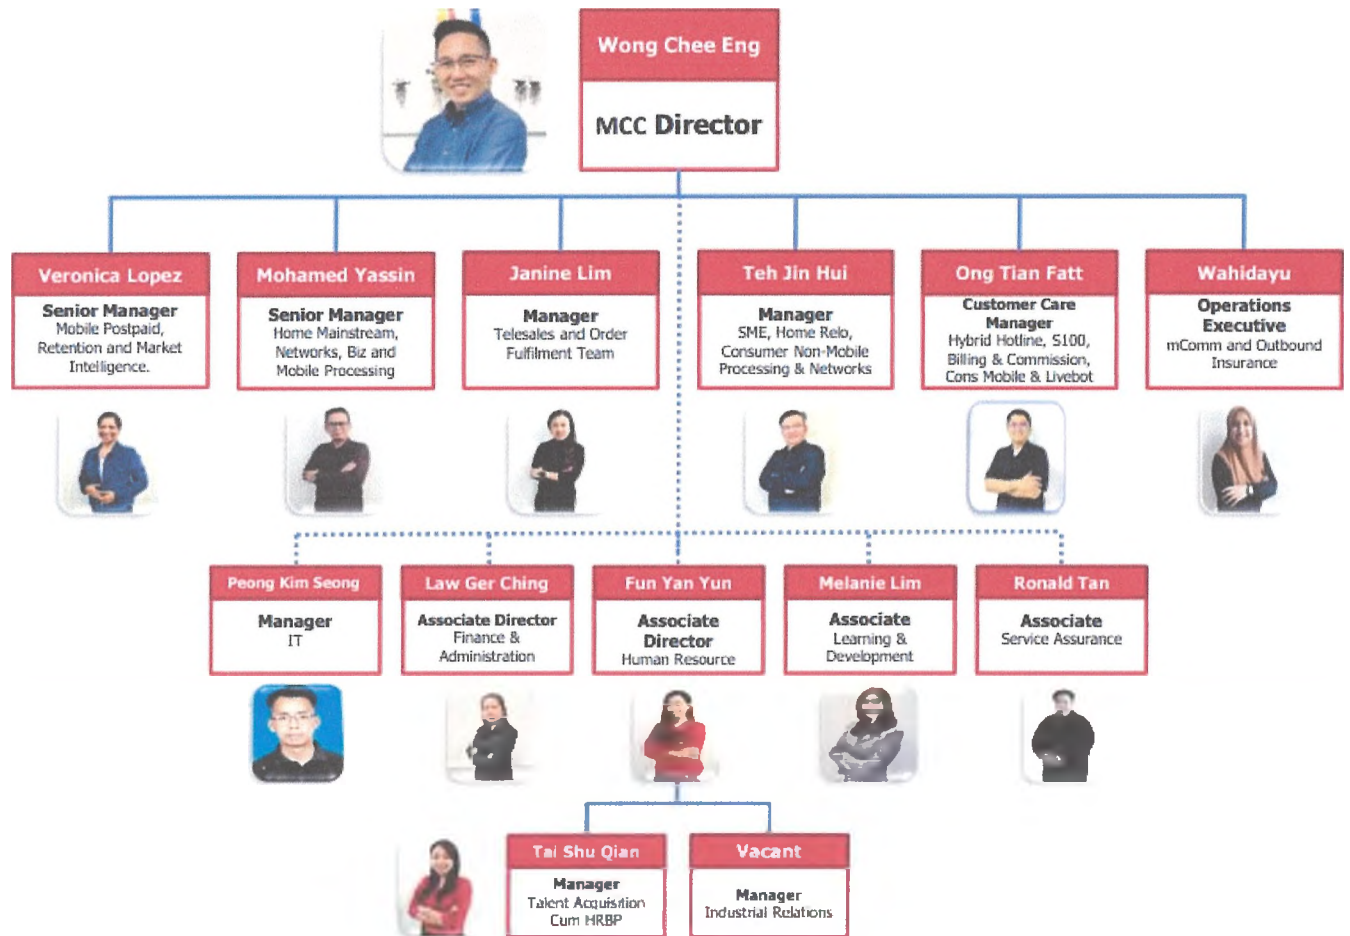 Wong Chee Eng
MCC Director
Veronica Lopez
Senior Manager
Mobile Postpaid,
Retention and Market
Intelligence.
Mohamed Yassin
Senior Manager
Home Mainstream,
Networks, Biz and
Mobile Processing
Janine Lim
Manager
Telesales and Order
Fulfilment Team
Teh Jin Hui
Manager
SME, Home Relo,
Consumer Non-Mobile
Processing & Networks
Ong Tian Fatt
Customer Care
Manager
Hybrid Hotline, S100,
Billing & Commission,
Cons Mobile & Livebot
Wahidayu
Operations
Executive
mComm and Outbound
Insurance
Peong Kim Seong
Manager
IT
Law Ger Ching
Associate Director
Finance &
Administration
Fun Yan Yun
Associate
Director
Human Resource
Melanie Lim
Associate
Learning &
Development
Ronald Tan
Associate
Service Assurance
Tai Shu Qian
Manager
Talent Acquisition
Cum HRBP
Vacant
Manager
Industrial Relations